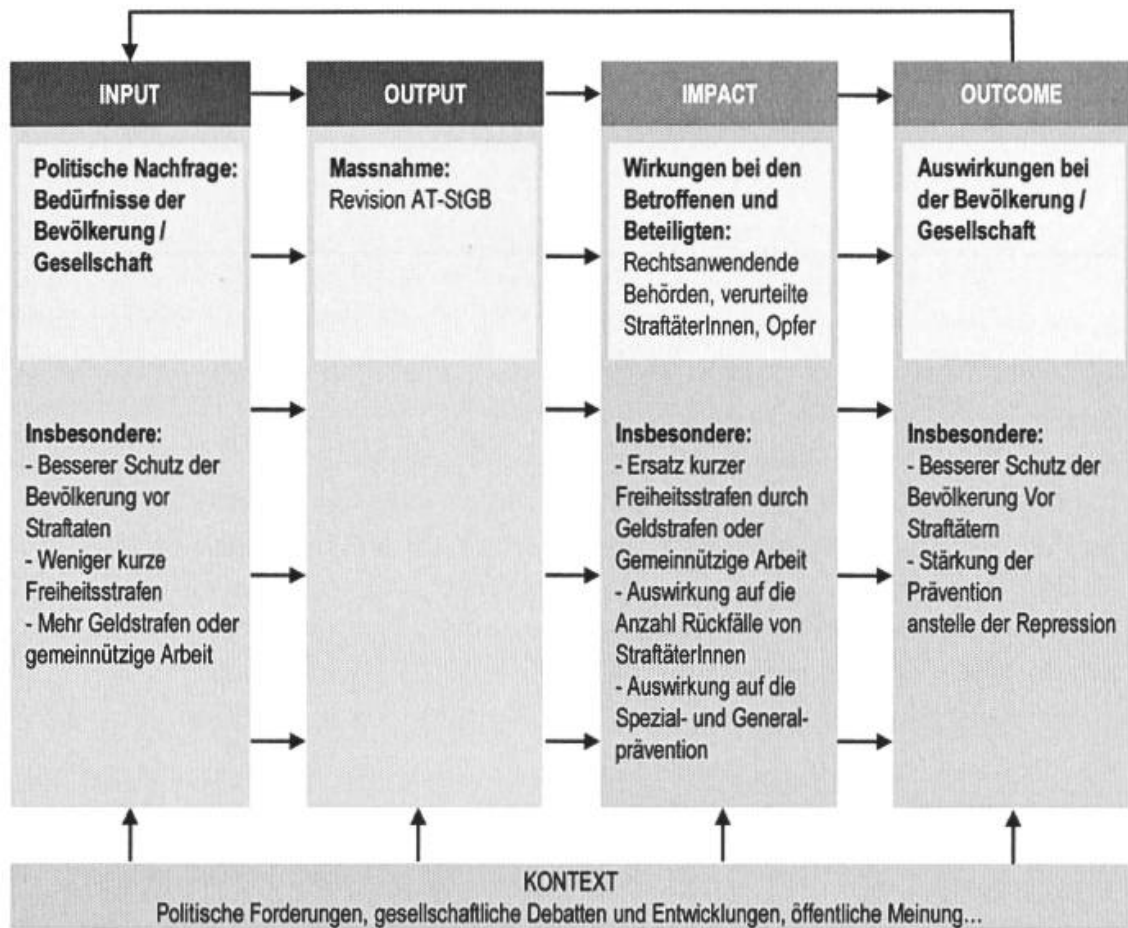 INPUT
Politische Nachfrage:
Bedürfnisse der
Bevölkerung /
Gesellschaft
Insbesondere:
- Besserer Schutz der
Bevölkerung vor
Straftaten
- Weniger kurze
Freiheitsstrafen
- Mehr Geldstrafen oder
gemeinnützige Arbeit
OUTPUT
Massnahme:
Revision AT-StGB
IMPACT
Wirkungen bei den
Betroffenen und
Beteiligten:
Rechtsanwendende
Behörden, verurteilte
StraftäterInnen, Opfer
Insbesondere:
- Ersatz kurzer
Freiheitsstrafen durch
Geldstrafen oder
Gemeinnützige Arbeit
- Auswirkung auf die
Anzahl Rückfälle von
StraftäterInnen
- Auswirkung auf die
Spezial- und General-
prävention
OUTCOME
Auswirkungen bei
der Bevölkerung /
Gesellschaft
Insbesondere:
- Besserer Schutz der
Bevölkerung Vor
Straftätern
- Stärkung der
Prävention
anstelle der Repression
KONTEXT
Politische Forderungen, gesellschaftliche Debatten und Entwicklungen, öffentliche Meinung...